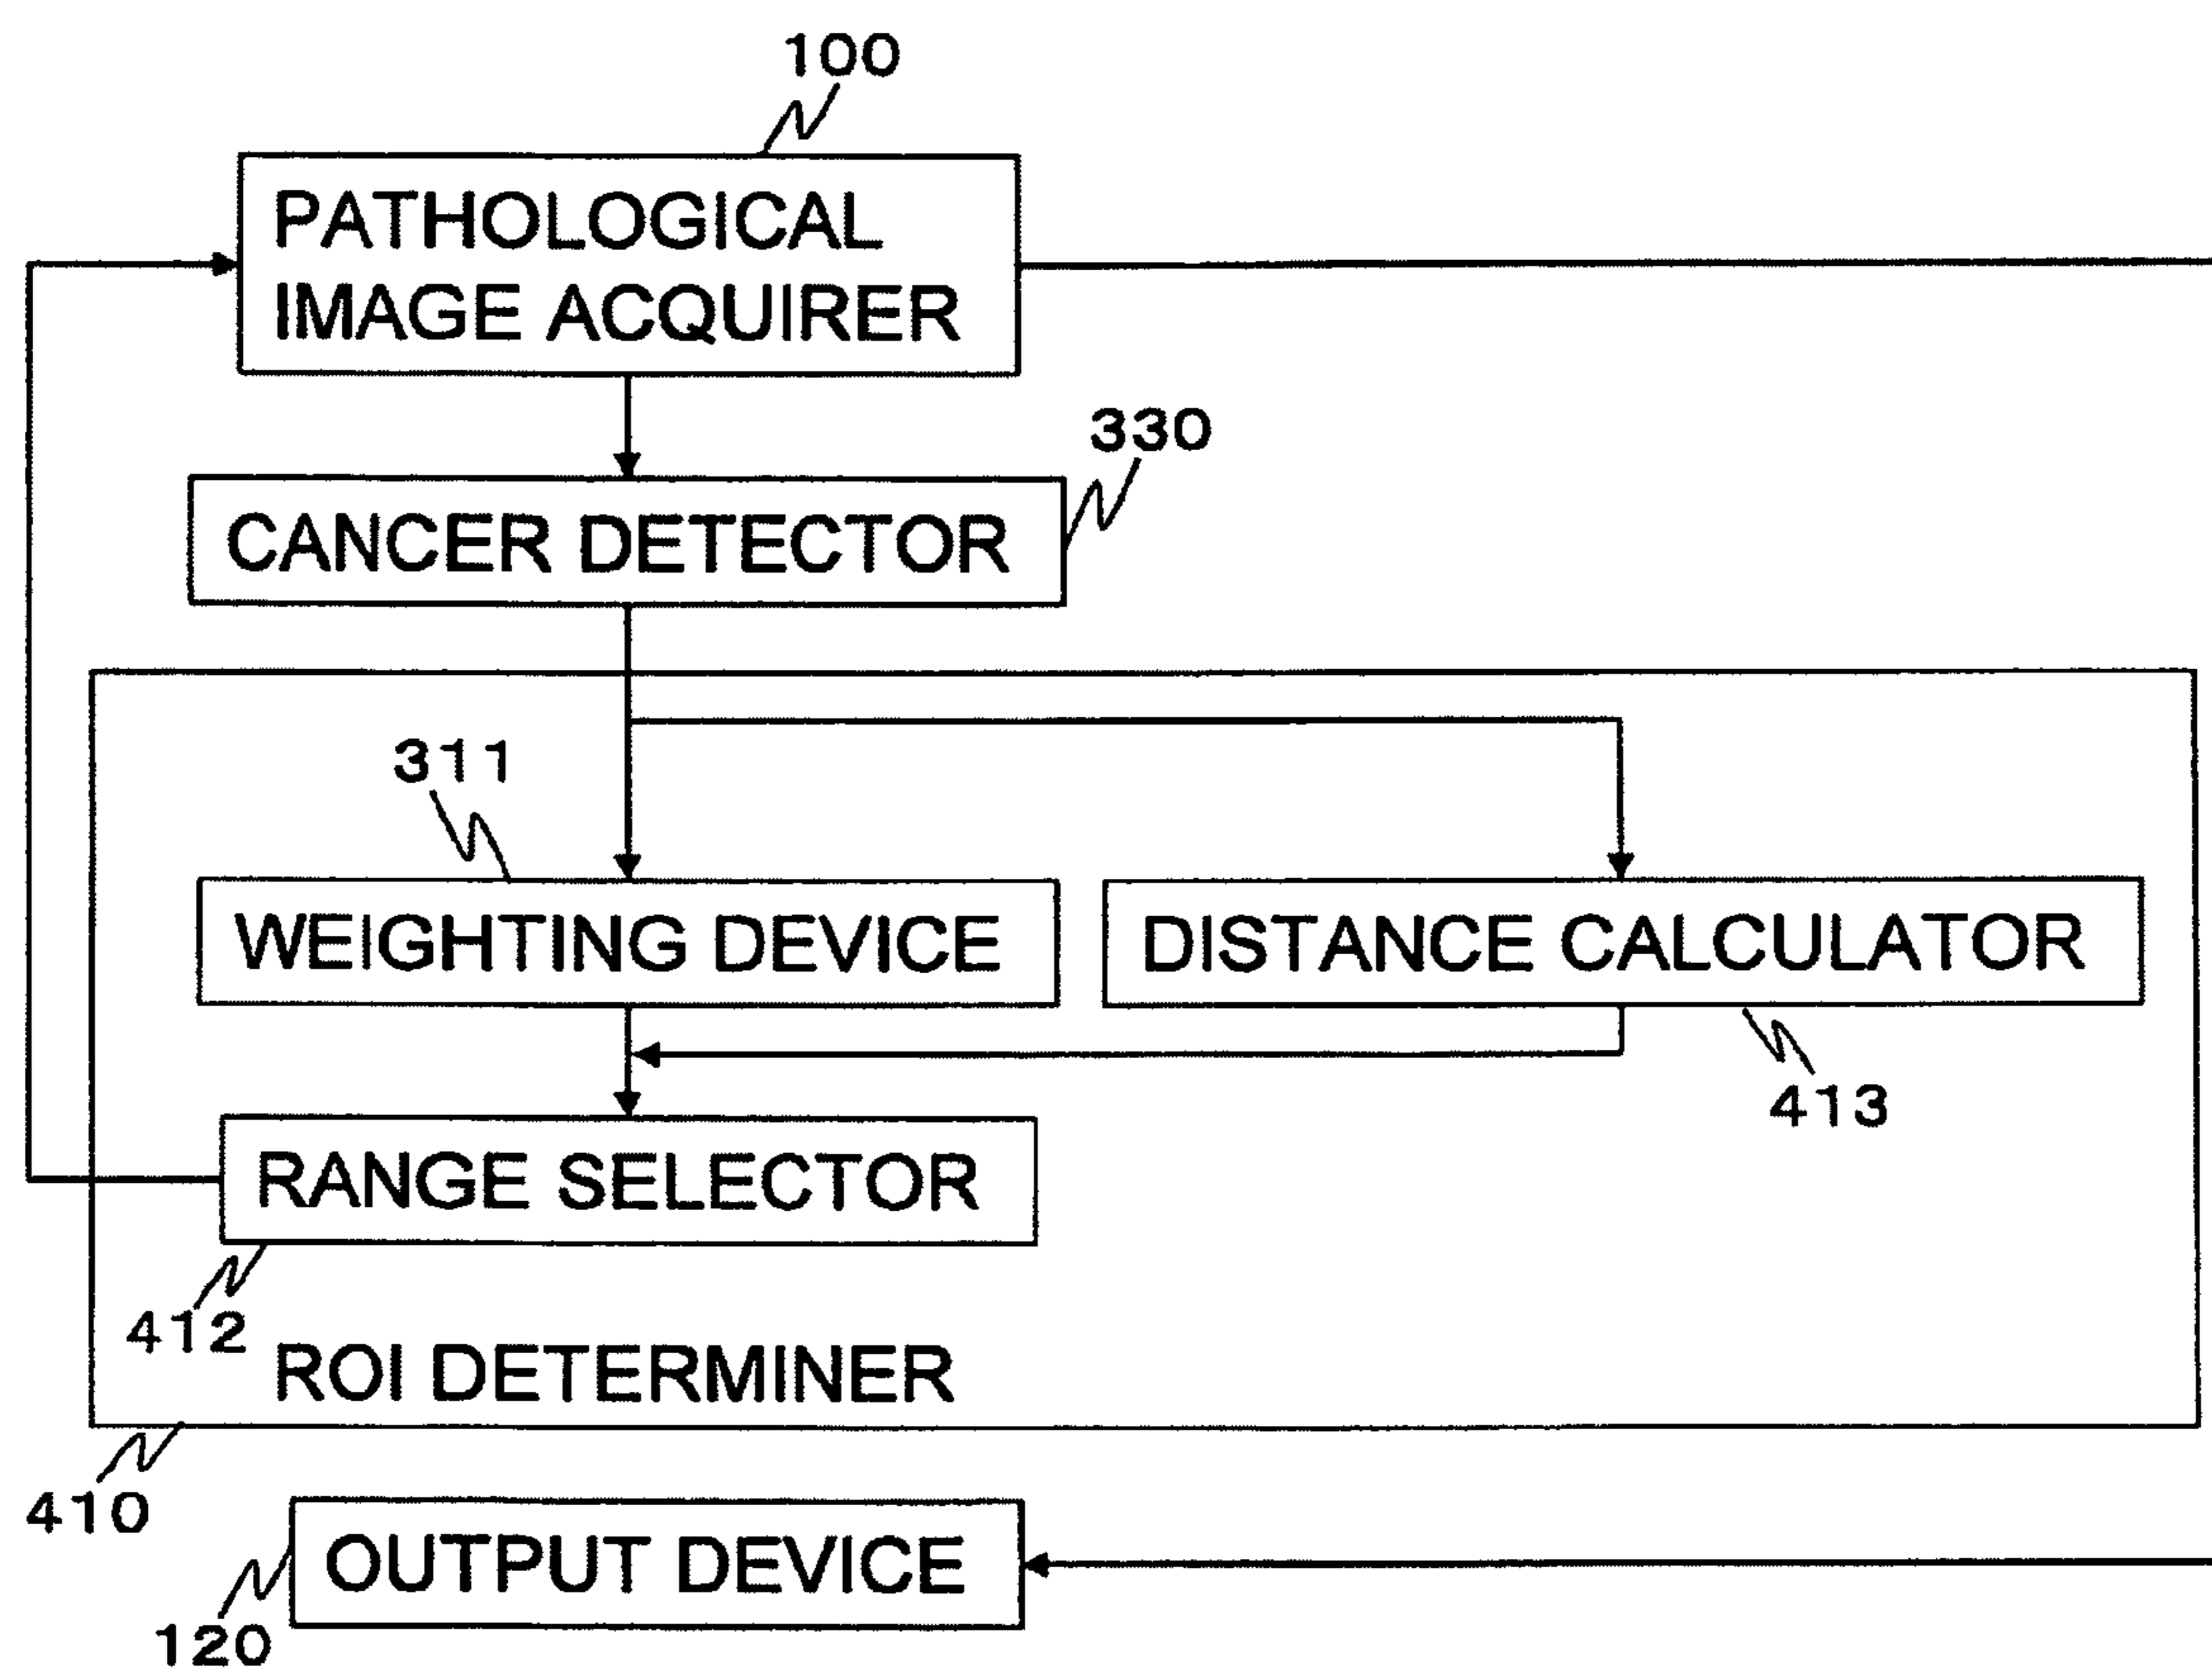 100
PATHOLOGICAL
IMAGE ACQUIRER
330
CANCER DETECTOR
311
WEIGHTING DEVICE
DISTANCE CALCULATOR
413
RANGE SELECTOR
412
ROI DETERMINER
410
OUTPUT DEVICE
120